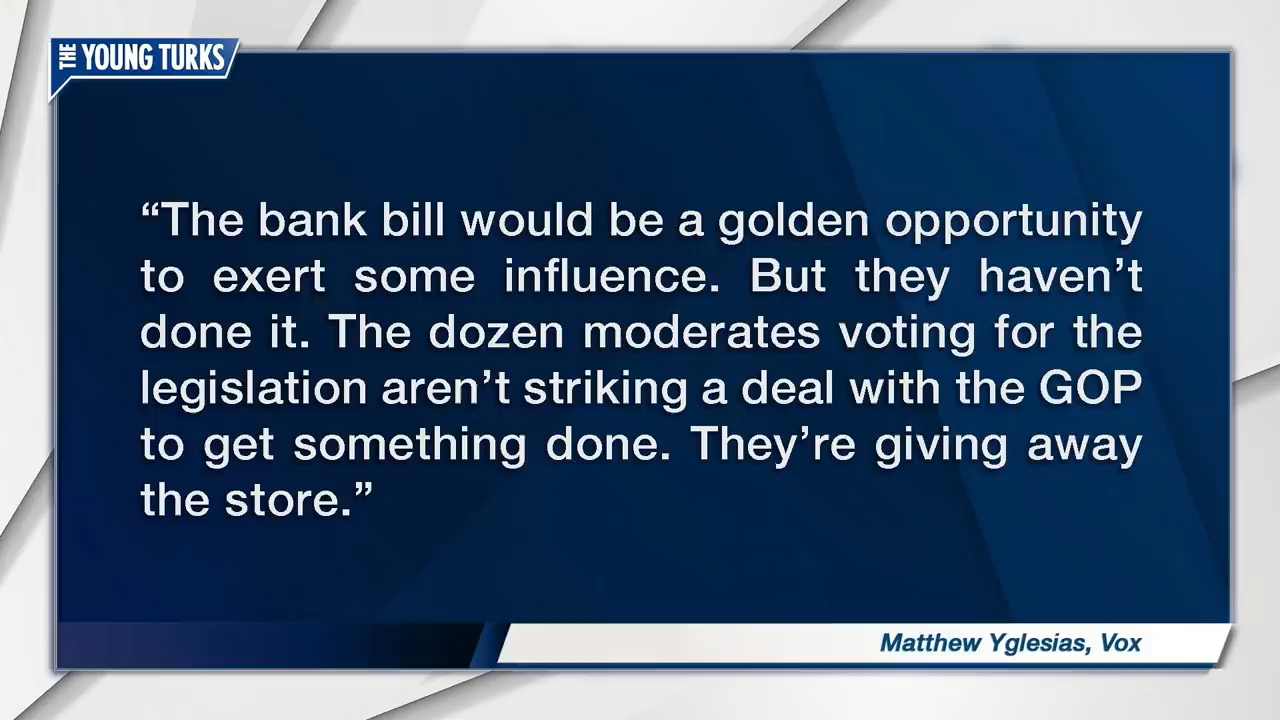 THE YOUNG TURKS
“The bank bill would be a golden opportunity
to exert some influence. But they haven’t
done it. The dozen moderates voting for the
legislation aren’t striking a deal with the GOP
to get something done. They’re giving away
the store.”
Matthew Yglesias, Vox